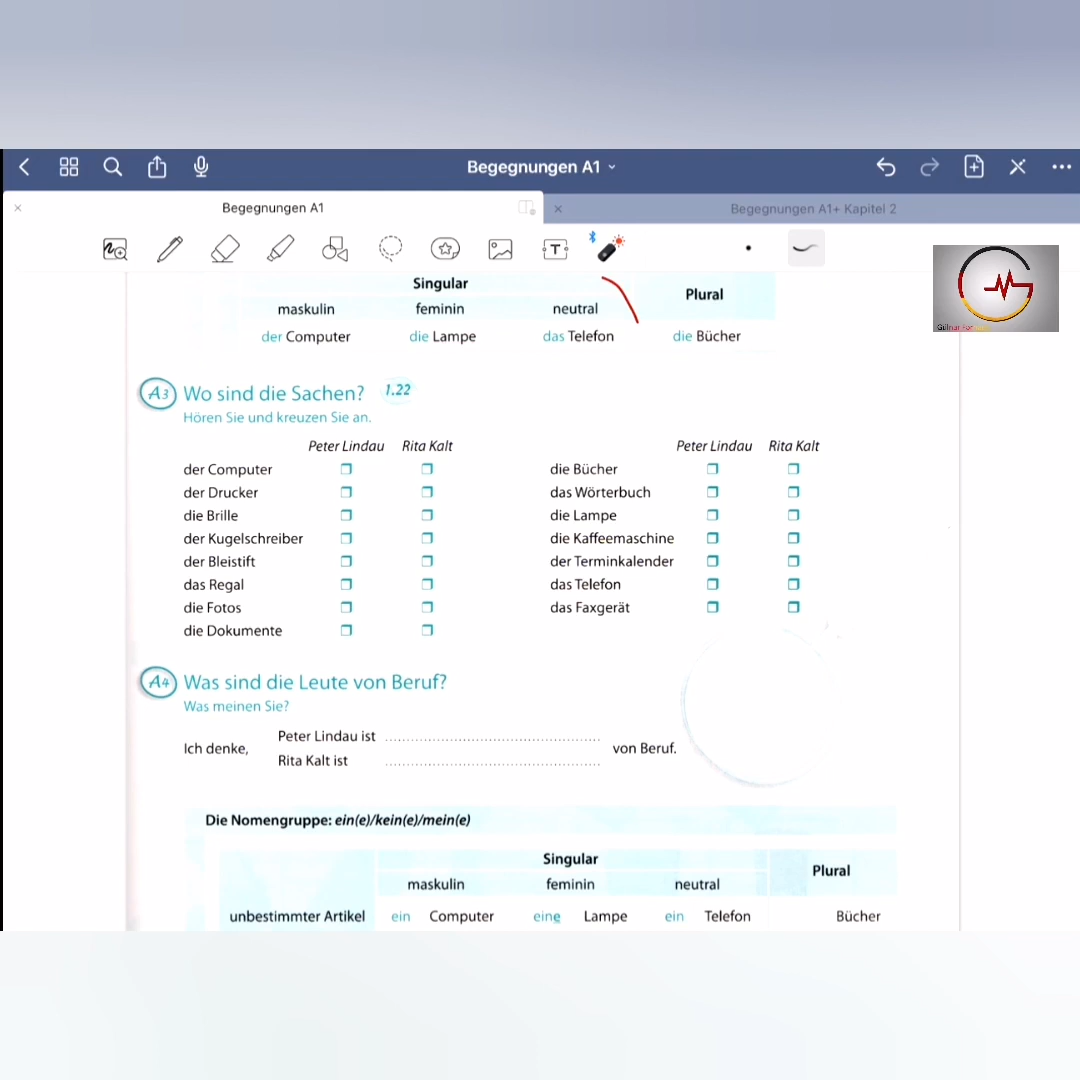 Begegnungen A1
Begegnungen A1
Begegnungen A1+ Kapitel 2
T
Singular
Plural
maskulin feminin neutral
der Computer die Lampe das Telefon die Bücher
A3 Wo sind die Sachen? 1.22
Hören Sie und kreuzen Sie an.
Peter Lindau Rita Kalt
der Computer
der Drucker
die Brille
der Kugelschreiber
der Bleistift
das Regal
die Fotos
die Dokumente
Peter Lindau Rita Kalt
die Bücher
das Wörterbuch
die Lampe
die Kaffeemaschine
der Terminkalender
das Telefon
das Faxgerät
A4 Was sind die Leute von Beruf?
Was meinen Sie?
Ich denke,
Peter Lindau ist
Rita Kalt ist
von Beruf.
Die Nomengruppe: ein(e)/kein(e)/mein(e)
Singular
Plural
maskulin feminin neutral
unbestimmter Artikel ein Computer eine Lampe ein Telefon Bücher